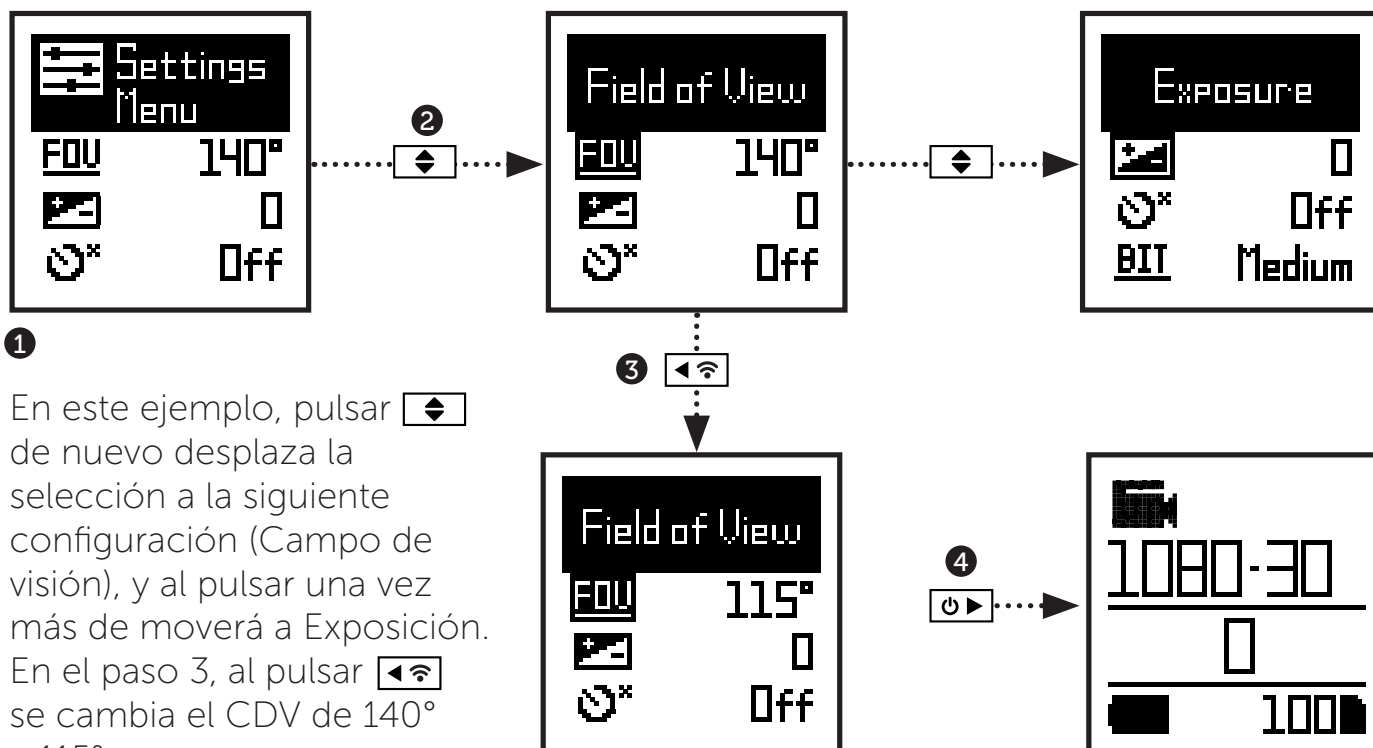 Settings
Menu
FOV 140°
0
Off
2
Field of View
FOV 140°
0
Off
Exposure
0
Off
BIT Medium
1
3
En este ejemplo, pulsar
de nuevo desplaza la
selección a la siguiente
configuración (Campo de
visión), y al pulsar una vez
más de moverá a Exposición.
En el paso 3, al pulsar
se cambia el CDV de 140°
Field of View
FOV 115°
0
Off
4
1080-30
0
100